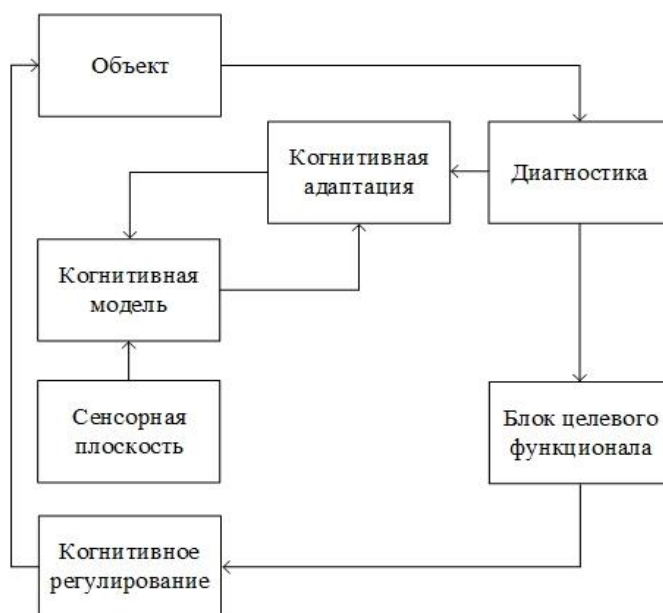 Объект
Когнитивная
адаптация
Диагностика
Когнитивная
модель
Сенсорная
плоскость
Блок целевого
функционала
Когнитивное
регулирование